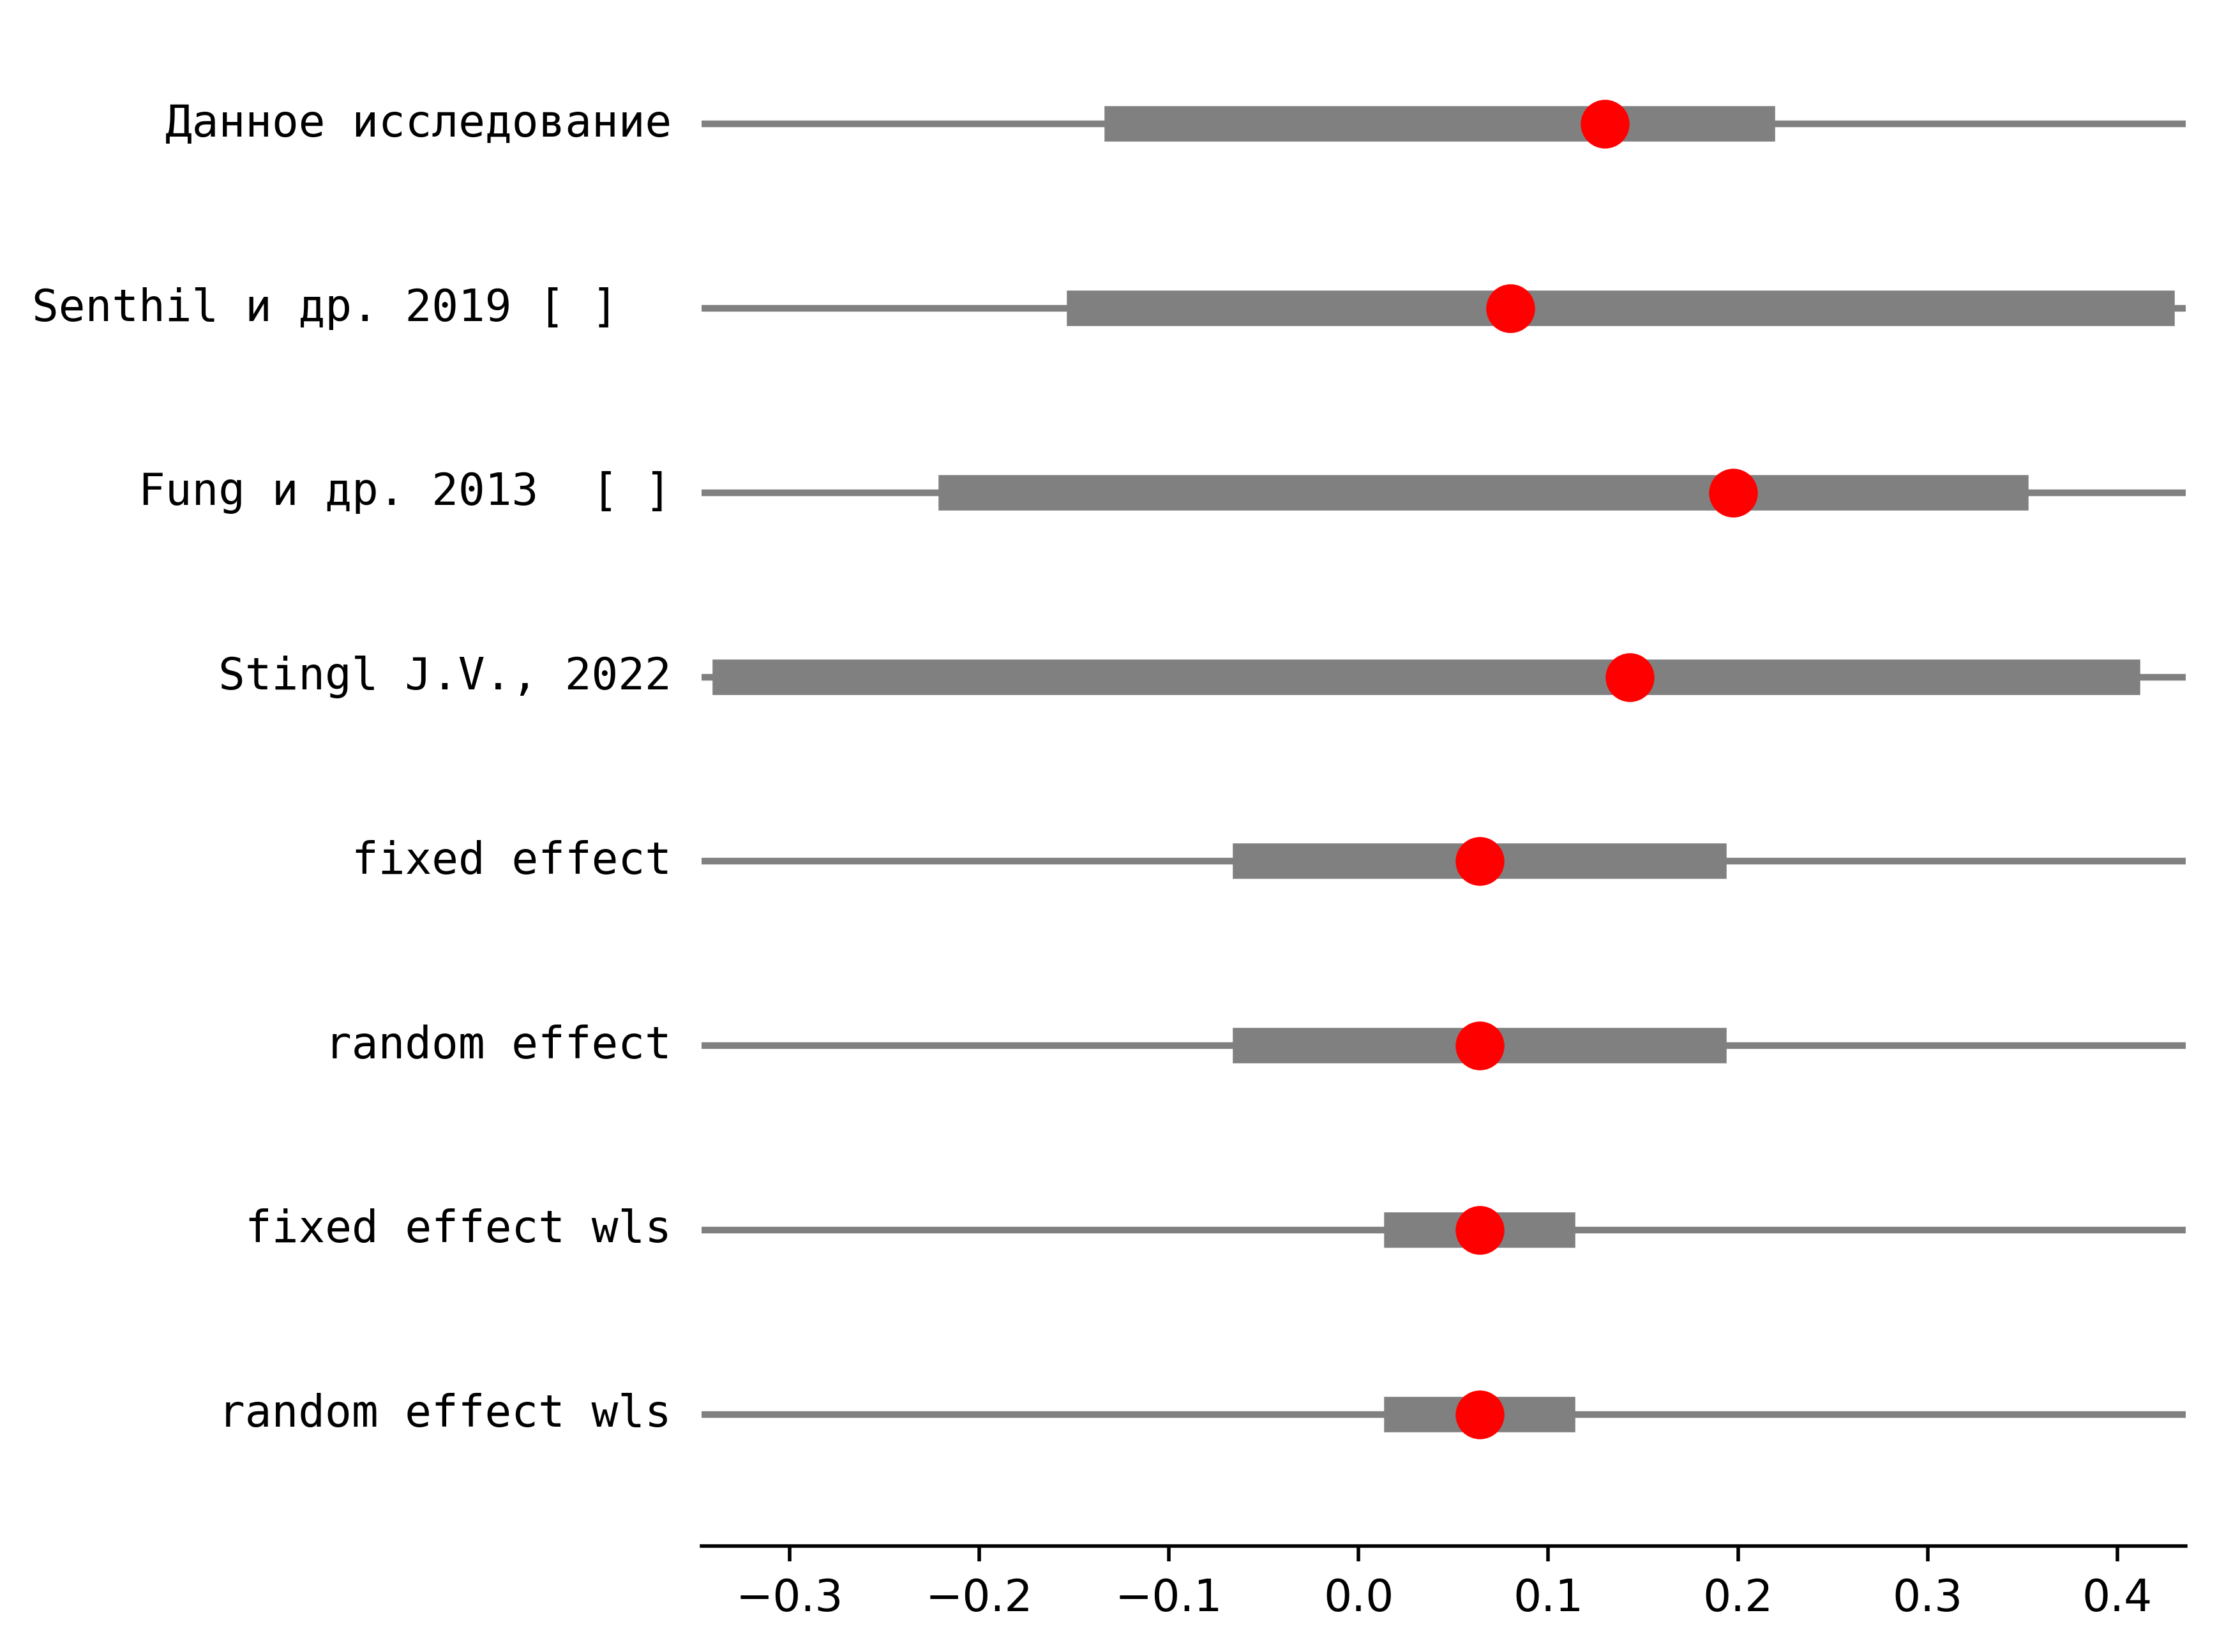 Данное исследование
Senthil и др. 2019 [ ]
Fung и др. 2013  [ ]
Stingl J.V., 2022
fixed effect
random effect
fixed effect wls
random effect wls
−0.3 −0.2 −0.1 0.0 0.1 0.2 0.3 0.4